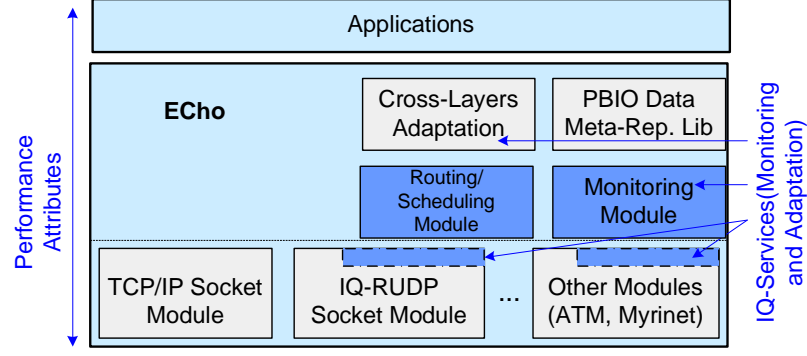 Applications
ECho
Cross-Layers
Adaptation
PBIO Data
Meta-Rep. Lib
Routing/
Scheduling
Module
Monitoring
Module
TCP/IP Socket
Module
IQ-RUDP
Socket Module
...
Other Modules
(ATM, Myrinet)
Performance
Attributes
IQ-Services(Monitoring
and Adaptation)